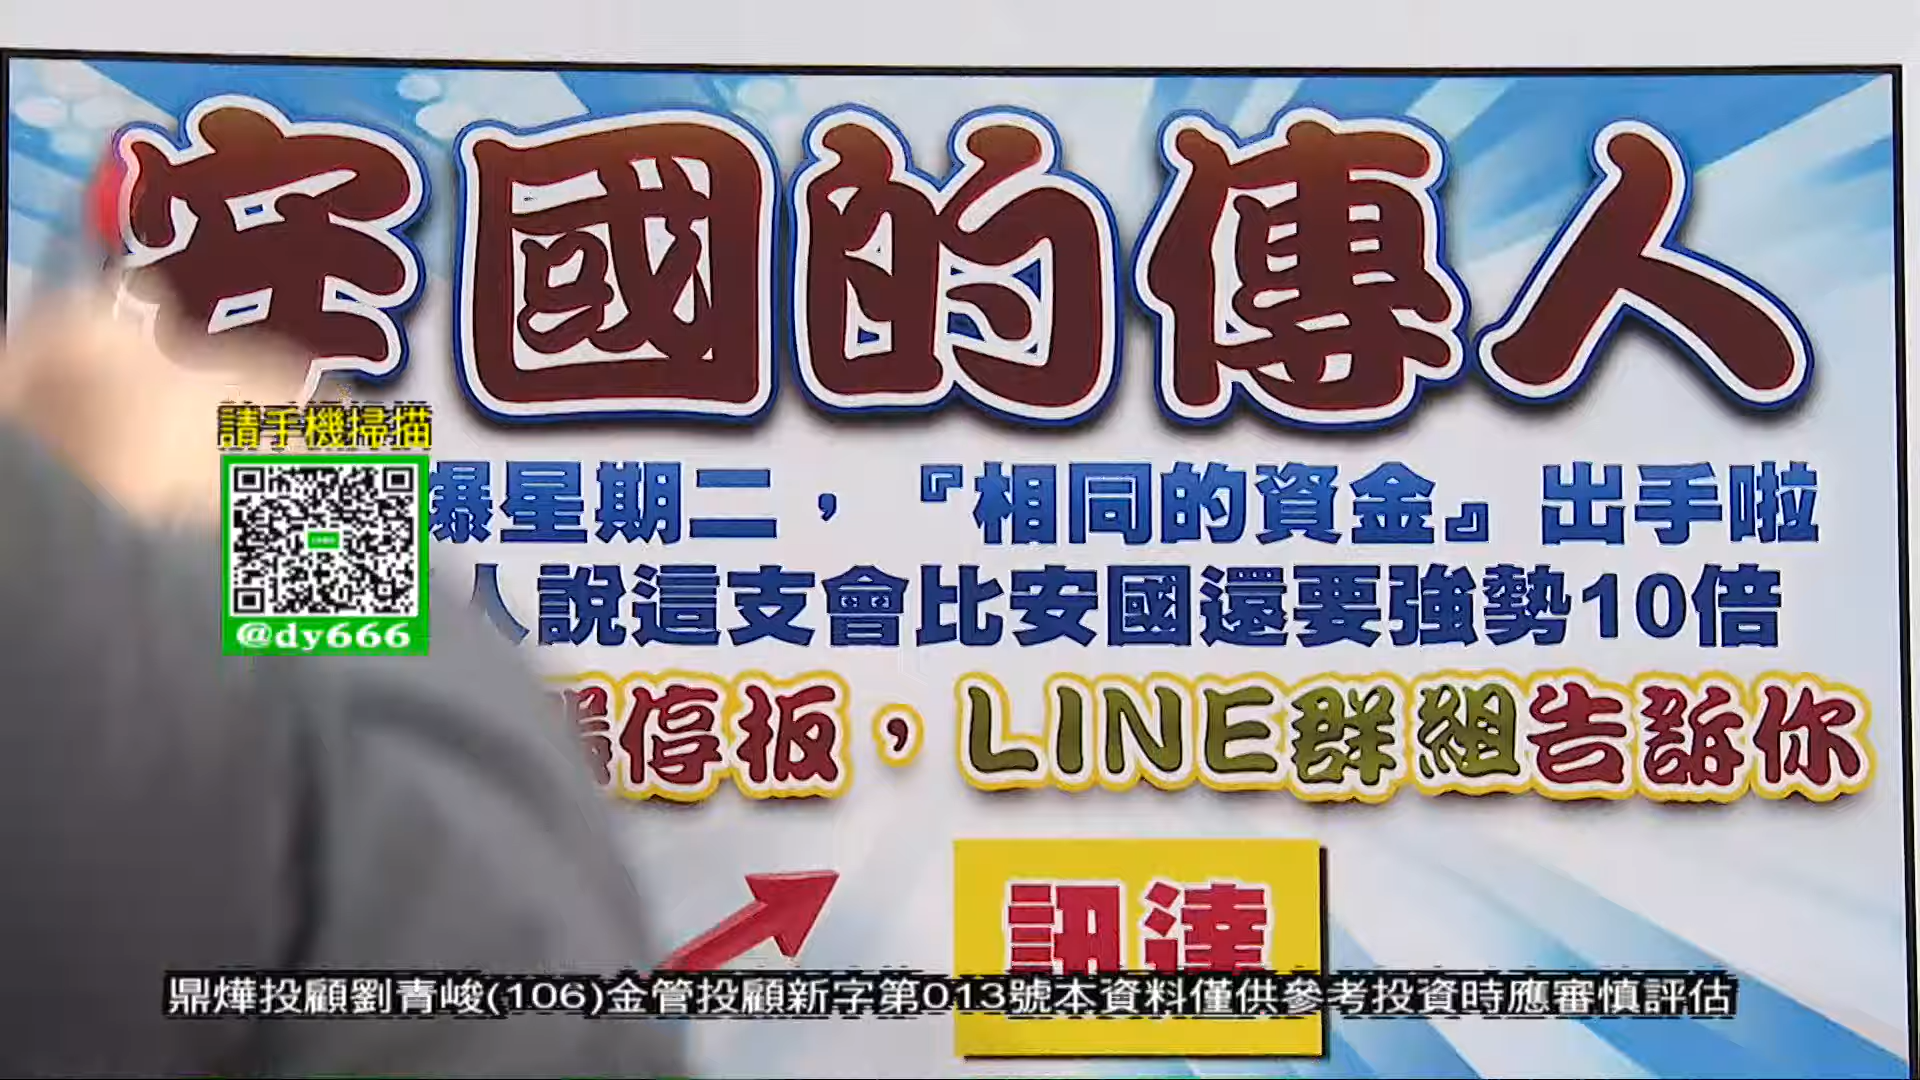 安國的傳人
請手機掃描
爆星期二，『相同的資金』出手啦
@dy666
人說這支會比安國還要強勢10倍
停板，LINE群組告訴你
訊達
鼎燁投顧劉青峻(106)金管投顧新字第013號本資料僅供參考投資時應審慎評估